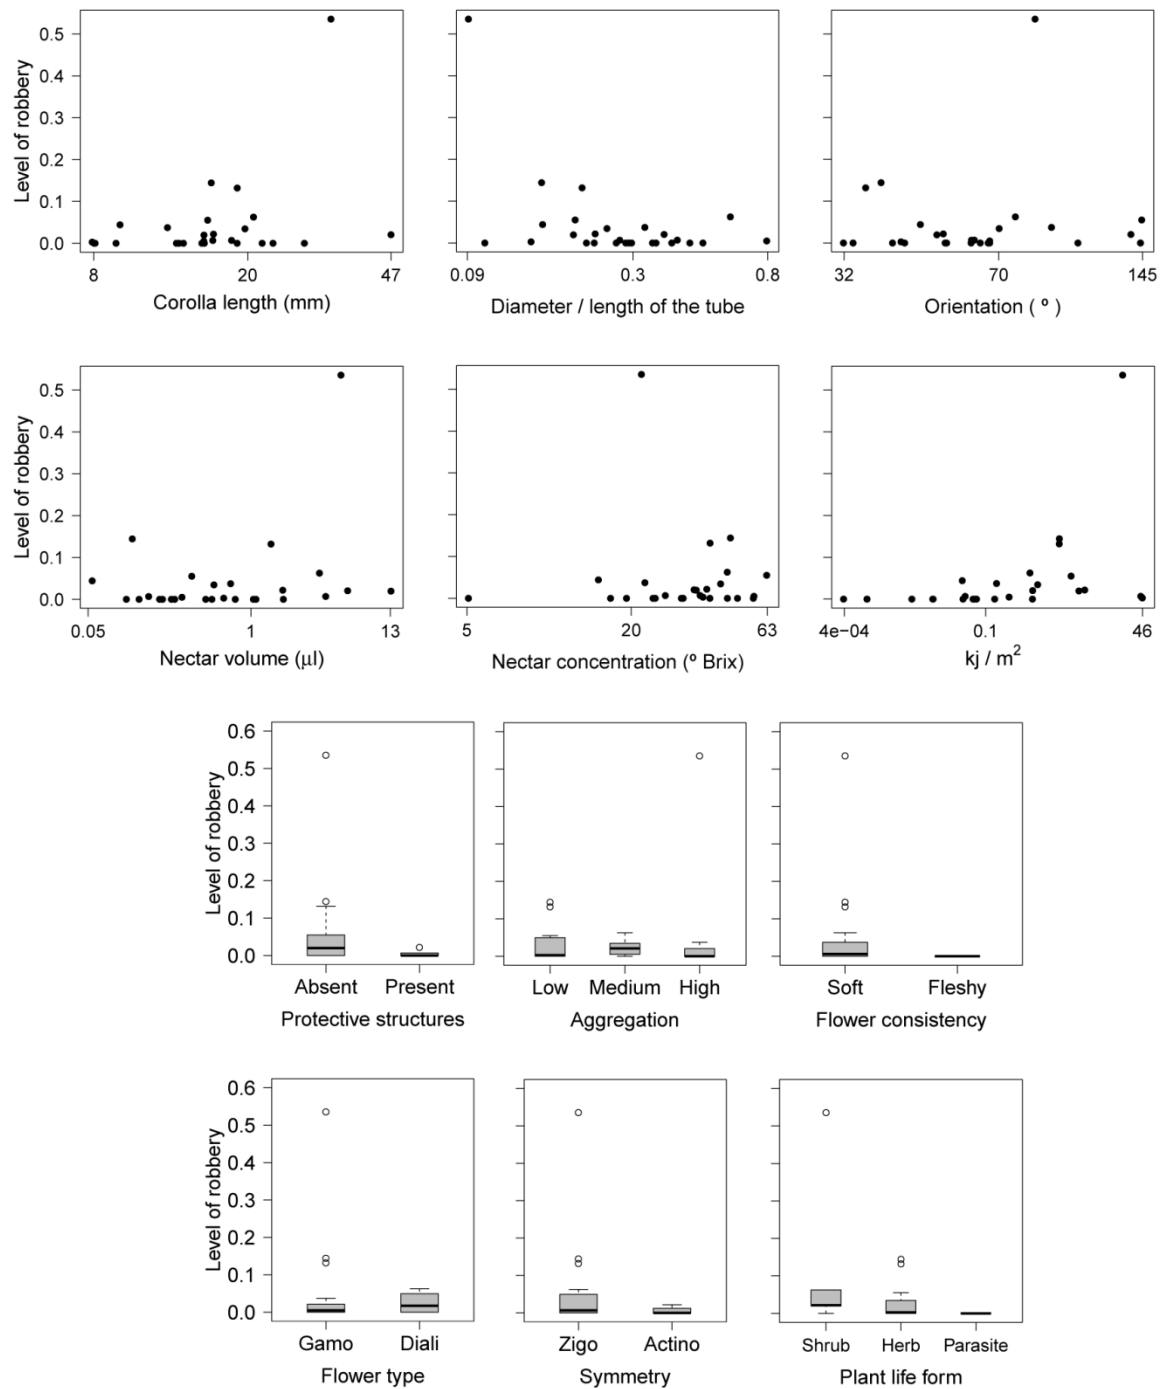 Level of robbery
0.5
0.4
0.3
0.2
0.1
0.0
8 20 47
Corolla length (mm)
0.09 0.3 0.8
Diameter / length of the tube
32 70 145
Orientation ( º )
Level of robbery
0.5
0.4
0.3
0.2
0.1
0.0
0.05 1 13
Nectar volume (μl)
5 20 63
Nectar concentration (º Brix)
4e−04 0.1 46
kj / m²
Level of robbery
0.6
0.5
0.4
0.3
0.2
0.1
0.0
Absent Present
Protective structures
Low Medium High
Aggregation
Soft Fleshy
Flower consistency
Level of robbery
0.6
0.5
0.4
0.3
0.2
0.1
0.0
Gamo Diali
Flower type
Zigo Actino
Symmetry
Shrub Herb Parasite
Plant life form